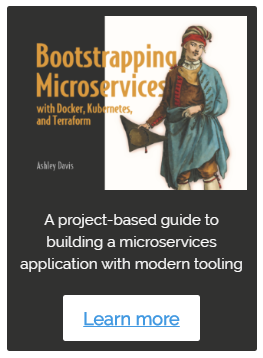 Bootstrapping
Microservices
with Docker, Kubernetes,
and Terraform
Ashley Davis
A project-based guide to
building a microservices
application with modern tooling
Learn more